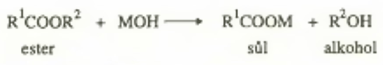 R¹COOR² + MOH ⟶ R¹COOM + R²OH
ester sůl alkohol